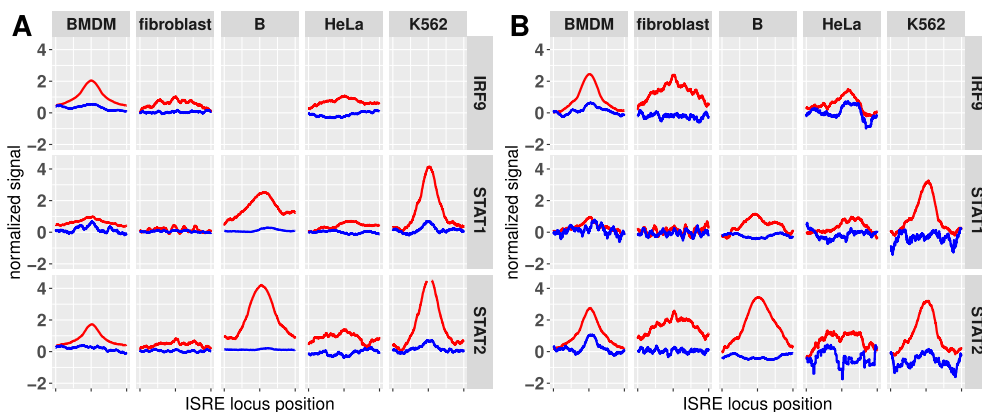 A
BMDM fibroblast B HeLa K562
4
2
0
−2
IRF9
4
2
0
−2
STAT1
4
2
0
−2
STAT2
normalized signal
ISRE locus position
B
BMDM fibroblast B HeLa K562
4
2
0
−2
IRF9
4
2
0
−2
STAT1
4
2
0
−2
STAT2
normalized signal
ISRE locus position